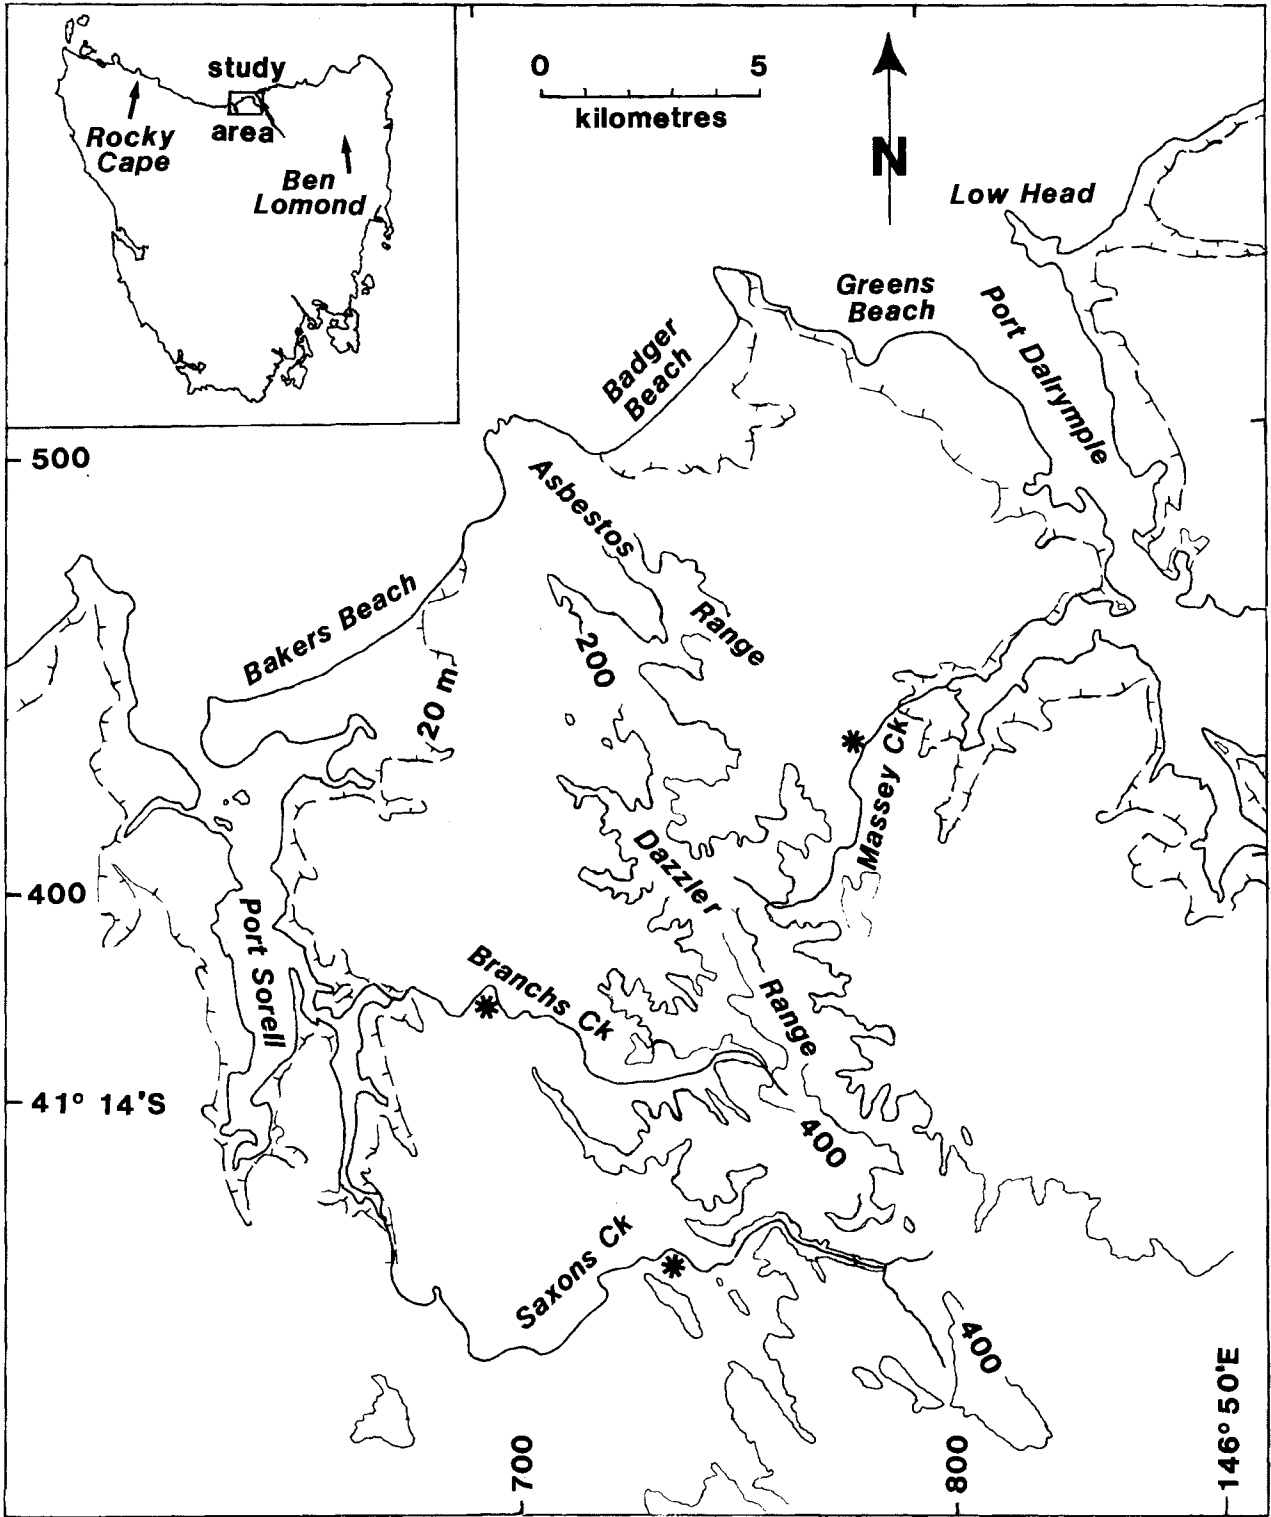 study
area
Rocky
Cape
Ben
Lomond
0 5
kilometres
N
Low Head
Greens
Beach
Port Dalrymple
Badger
Beach
500
Asbestos
Range
Bakers Beach
200
20 m
Massey Ck
Dazzler
Range
400
Port Sorell
Branchs Ck
41° 14'S
400
Saxons Ck
400
700
800
146° 50'E